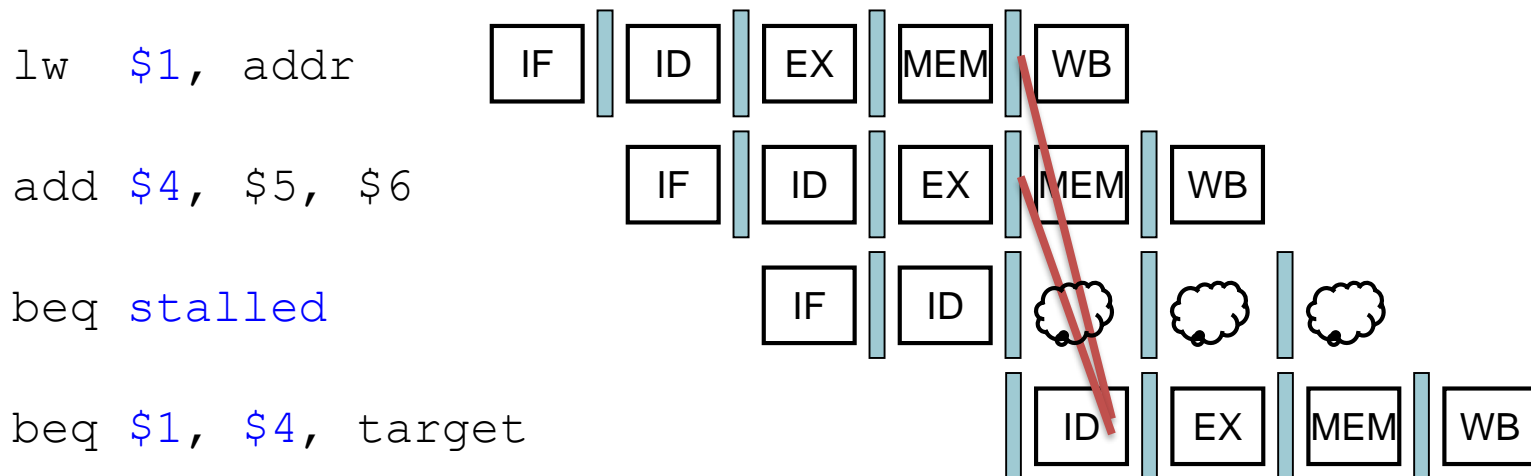 lw $1, addr IF ID EX MEM WB
add $4, $5, $6 IF ID EX MEM WB
beq stalled IF ID
beq $1, $4, target ID EX MEM WB